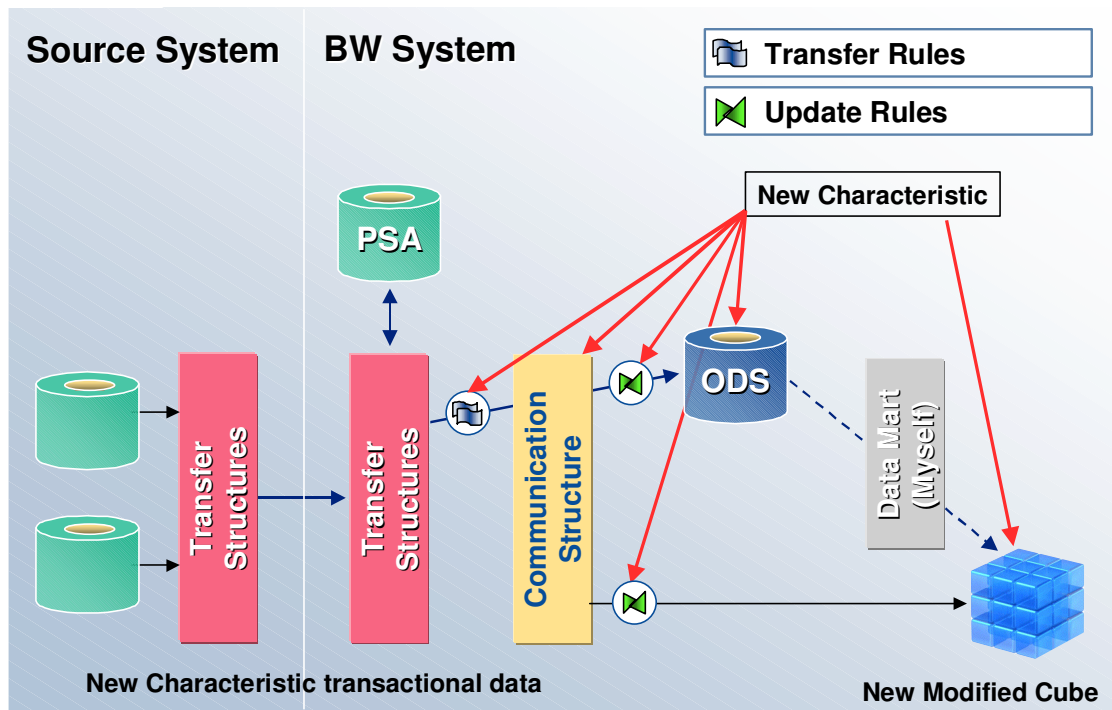 Source System
BW System
Transfer Rules
Update Rules
New Characteristic
PSA
ODS
Transfer
Structures
Transfer
Structures
Communication
Structure
Data Mart
(Myself)
New Characteristic transactional data
New Modified Cube